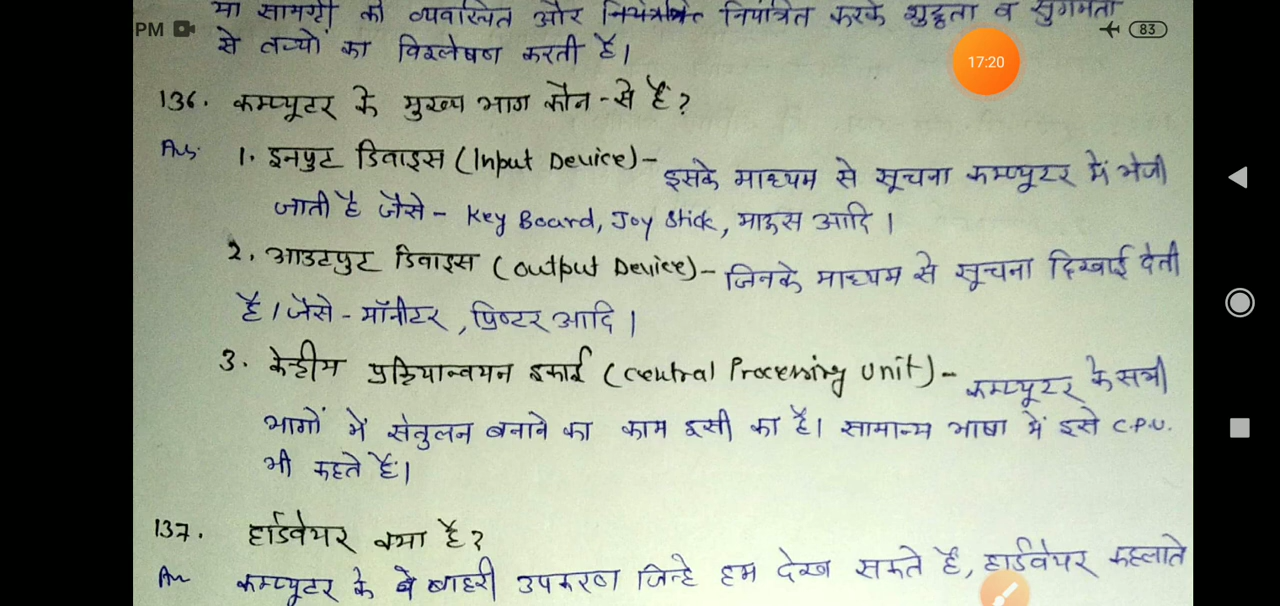 PM 83
या सामग्री को व्यवस्थित और नियंत्रित करके शुद्धता व सुगमता
17:20
से तथ्यों का विश्लेषण करती है।
136. कम्प्यूटर के मुख्य भाग कौन-से हैं?
Ans: 1. इनपुट डिवाइस (Input Device)- इसके माध्यम से सूचना कम्प्यूटर में भेजी
जाती है जैसे - Key Board, Joy Stick, माऊस आदि।
2. आउटपुट डिवाइस (Output Device)- जिनके माध्यम से सूचना दिखाई देती
है। जैसे - मॉनीटर, प्रिण्टर आदि।
3. केन्द्रीय प्रक्रियान्वयन इकाई (Central Processing Unit)- कम्प्यूटर के सभी
भागों में संतुलन बनाने का काम इसी का है। सामान्य भाषा में इसे C.P.U.
भी कहते हैं।
137. हार्डवेयर क्या है?
An कम्प्यूटर के वे बाहरी उपकरण जिन्हे हम देख सकते हैं, हार्डवेयर कहलाते